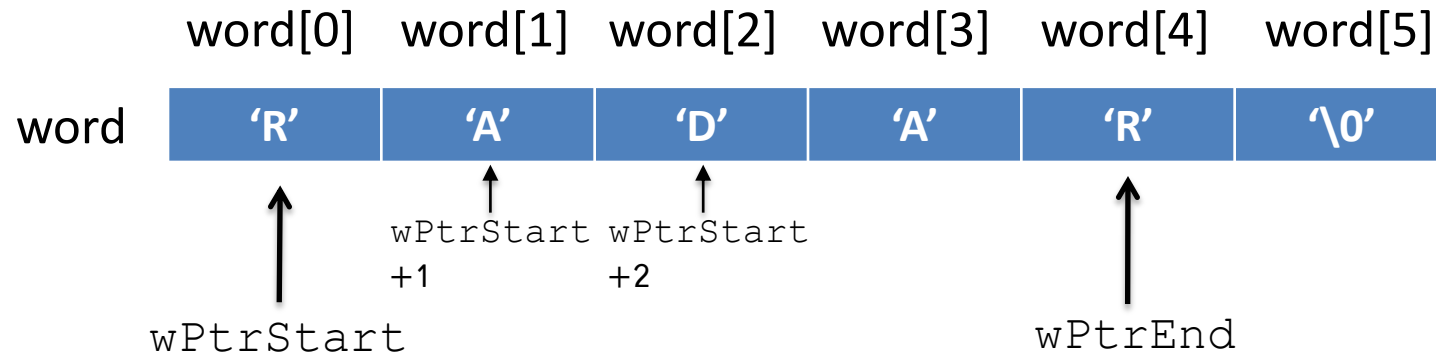 word[0] word[1] word[2] word[3] word[4] word[5]
word ‘R’ ‘A’ ‘D’ ‘A’ ‘R’ ‘\0’
wPtrStart wPtrStart
+1 +2
wPtrStart wPtrEnd